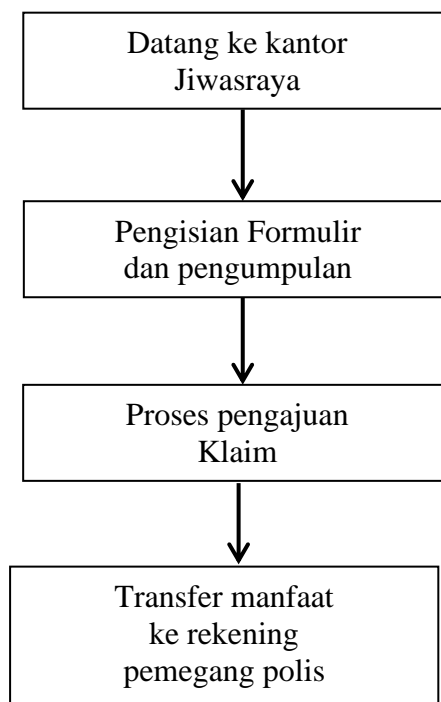 Datang ke kantor
Jiwasraya
Pengisian Formulir
dan pengumpulan
Proses pengajuan
Klaim
Transfer manfaat
ke rekening
pemegang polis